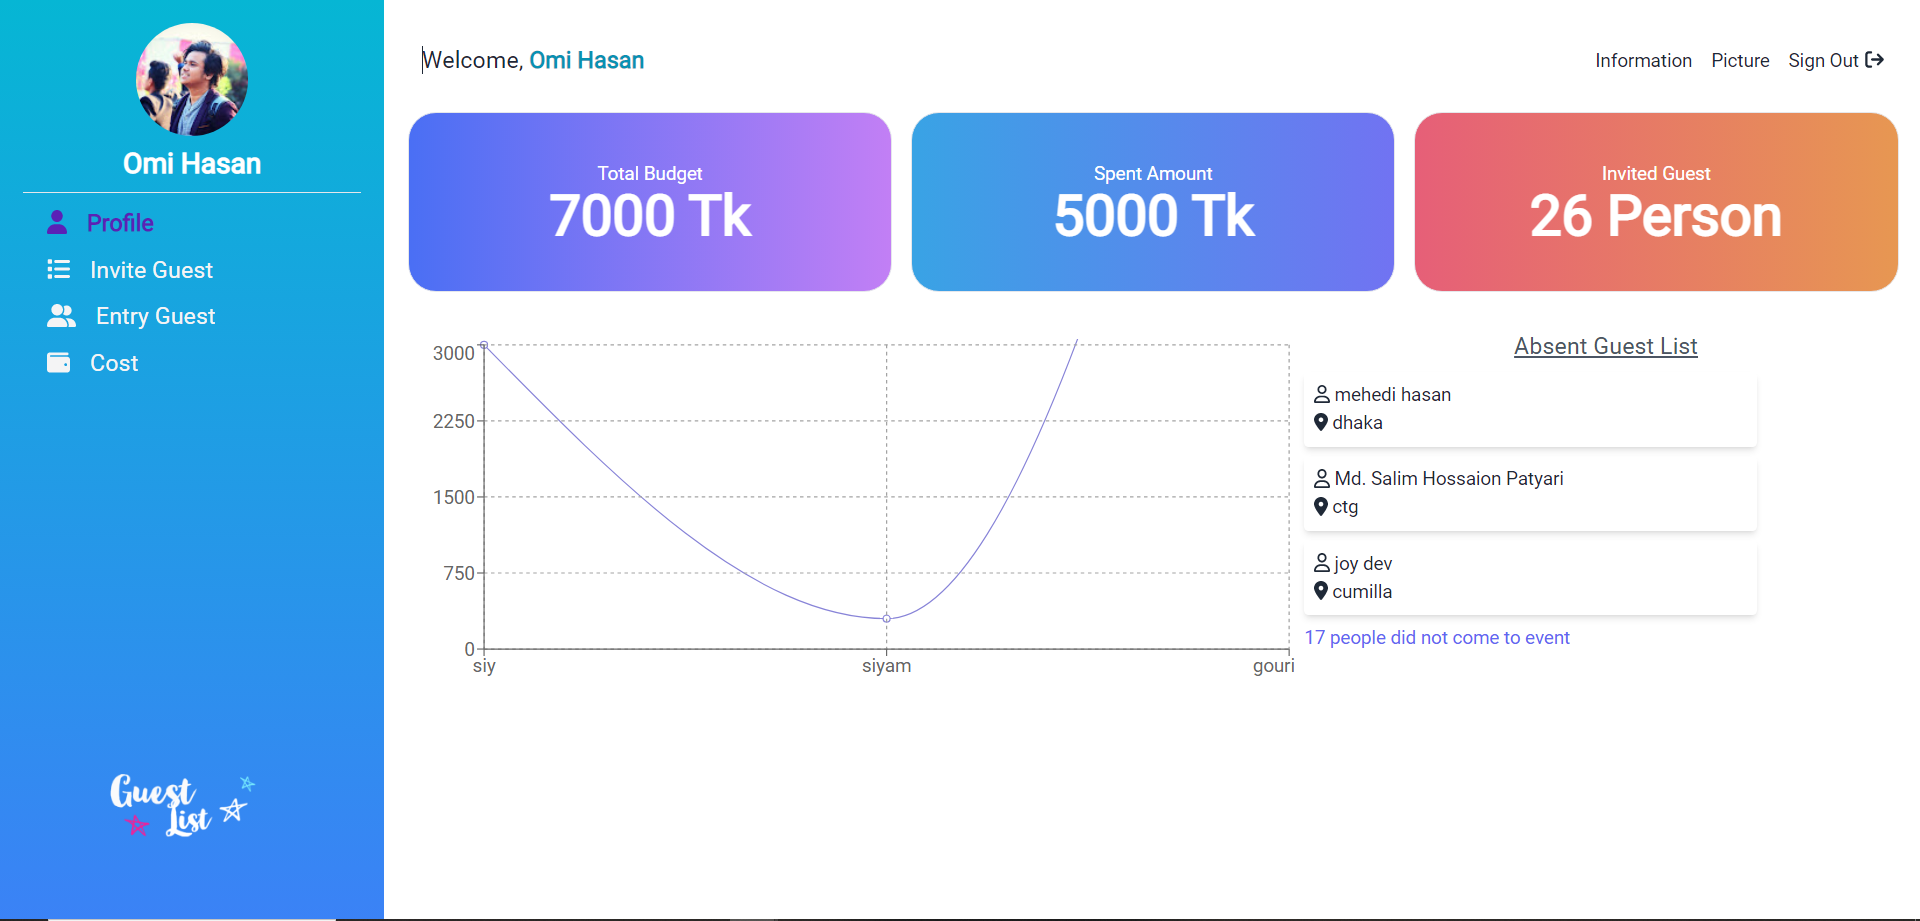 Omi Hasan
Profile
Invite Guest
Entry Guest
Cost
Guest
List
Welcome, Omi Hasan
Information Picture Sign Out
Total Budget
7000 Tk
Spent Amount
5000 Tk
Invited Guest
26 Person
3000
2250
1500
750
0
siy siyam gouri
Absent Guest List
mehedi hasan
dhaka
Md. Salim Hossaion Patyari
ctg
joy dev
cumilla
17 people did not come to event